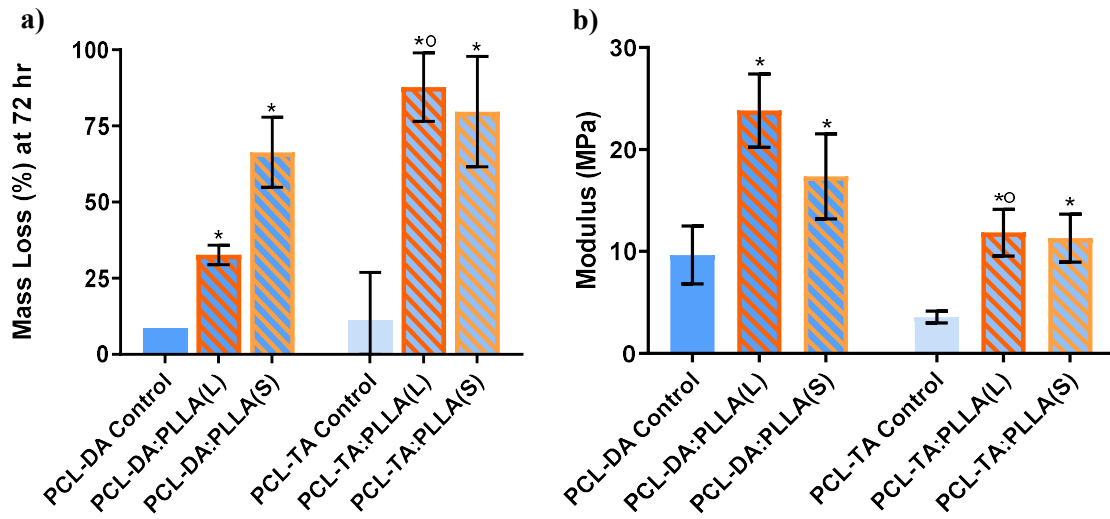 a)
Mass Loss (%) at 72 hr
100
75
50
25
0
*
*
*o
*
PCL-DA Control
PCL-DA:PLLA(L)
PCL-DA:PLLA(S)
PCL-TA Control
PCL-TA:PLLA(L)
PCL-TA:PLLA(S)
b)
Modulus (MPa)
30
20
10
0
*
*
*o
*
PCL-DA Control
PCL-DA:PLLA(L)
PCL-DA:PLLA(S)
PCL-TA Control
PCL-TA:PLLA(L)
PCL-TA:PLLA(S)